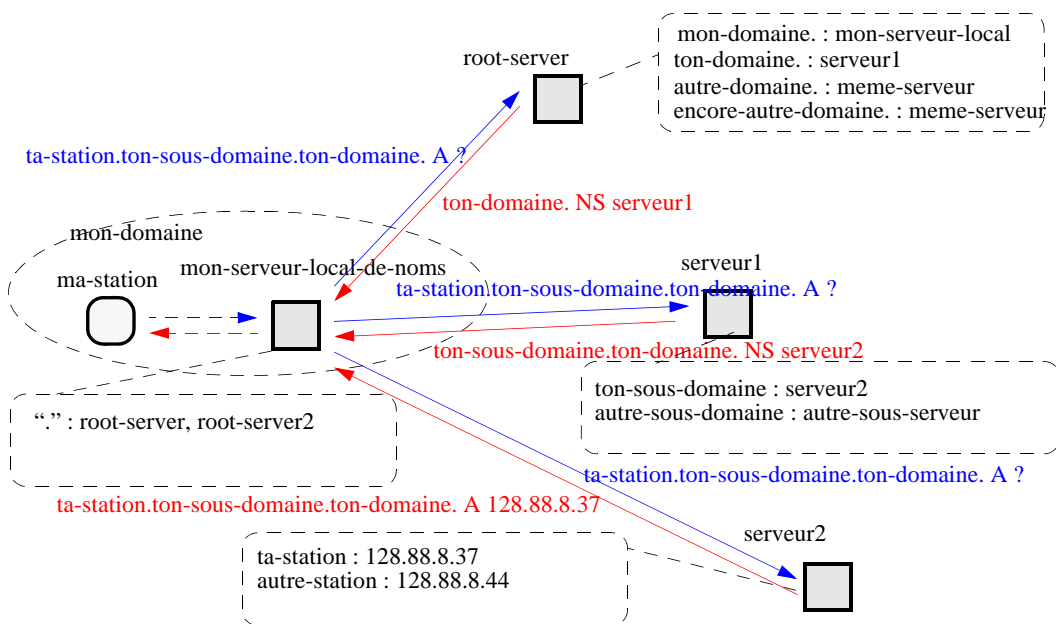 mon-domaine. : mon-serveur-local
ton-domaine. : serveur1
autre-domaine. : meme-serveur
encore-autre-domaine. : meme-serveur
root-server
ta-station.ton-sous-domaine.ton-domaine. A ?
ton-domaine. NS serveur1
mon-domaine
ma-station
mon-serveur-local-de-noms
serveur1
ta-station.ton-sous-domaine.ton-domaine. A ?
ton-sous-domaine.ton-domaine. NS serveur2
ton-sous-domaine : serveur2
autre-sous-domaine : autre-sous-serveur
“.” : root-server, root-server2
ta-station.ton-sous-domaine.ton-domaine. A ?
ta-station.ton-sous-domaine.ton-domaine. A 128.88.8.37
serveur2
ta-station : 128.88.8.37
autre-station : 128.88.8.44